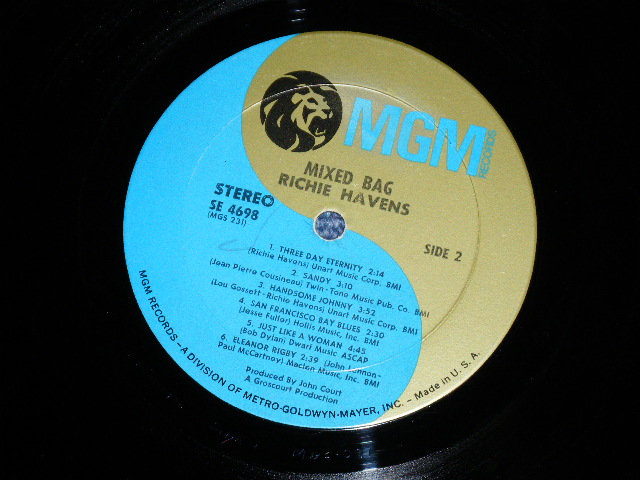 MGM
RECORDS
MIXED BAG
RICHIE HAVENS
STEREO
SE 4698
(MGS 231)
SIDE 2
1. THREE DAY ETERNITY 2:14
(Richie Havens) Unart Music Corp. BMI
2. SANDY 3:10
(Jean Pierre Cousineau) Twin-Tone Music Pub. Co. BMI
3. HANDSOME JOHNNY 3:52
(Lou Gossett-Richie Havens) Unart Music Corp. BMI
4. SAN FRANCISCO BAY BLUES 2:30
(Jesse Fuller) Hollis Music, Inc. BMI
5. JUST LIKE A WOMAN 4:45
(Bob Dylan) Dwarf Music ASCAP
6. ELEANOR RIGBY 2:39 (John Lennon-
Paul McCartney) Maclen Music, Inc. BMI
Produced By John Court
A Groscourt Production
MGM RECORDS - A DIVISION OF METRO-GOLDWYN-MAYER, INC. - Made in U. S. A.